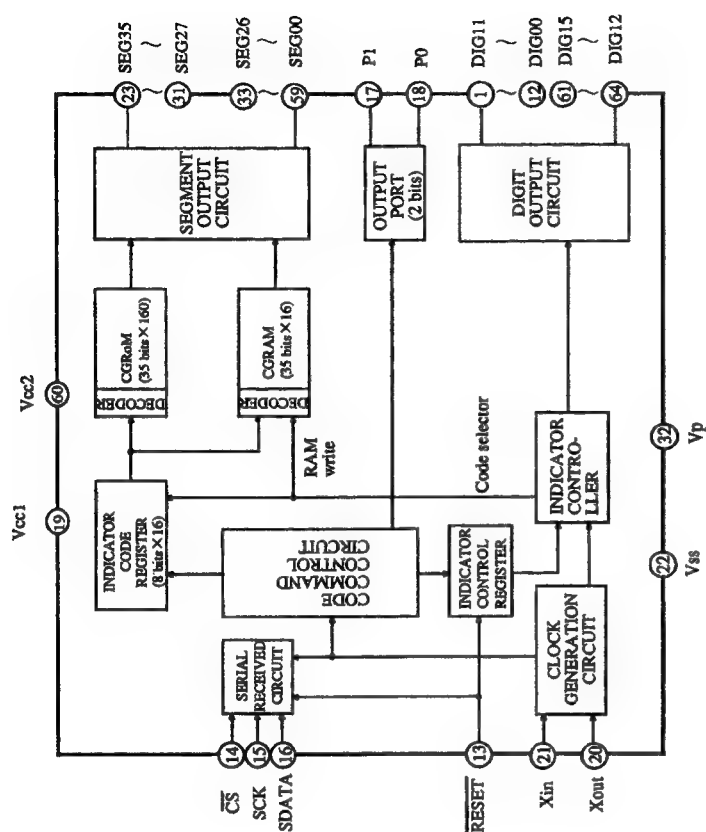 Vcc1
Vcc2
19
60
CS
SCK
SDATA
14
15
16
SERIAL
RECEIVED
CIRCUIT
INDICATOR
CODE
REGISTER
(8 bits × 16)
DECODER
CGRoM
(35 bits × 160)
DECODER
CGRAM
(35 bits × 16)
SEGMENT
OUTPUT
CIRCUIT
23
31
33
59
SEG35
~
SEG27
SEG26
~
SEG00
CODE
COMMAND
CONTROL
CIRCUIT
RAM
write
OUTPUT
PORT
(2 bits)
17
18
P1
P0
RESET
13
INDICATOR
CONTROL
REGISTER
Code selector
Xin
Xout
21
20
CLOCK
GENERATION
CIRCUIT
INDICATOR
CONTRO-
LLER
DIGIT
OUTPUT
CIRCUIT
1
12
61
64
DIG11
~
DIG00
DIG15
~
DIG12
22
32
Vss
Vp